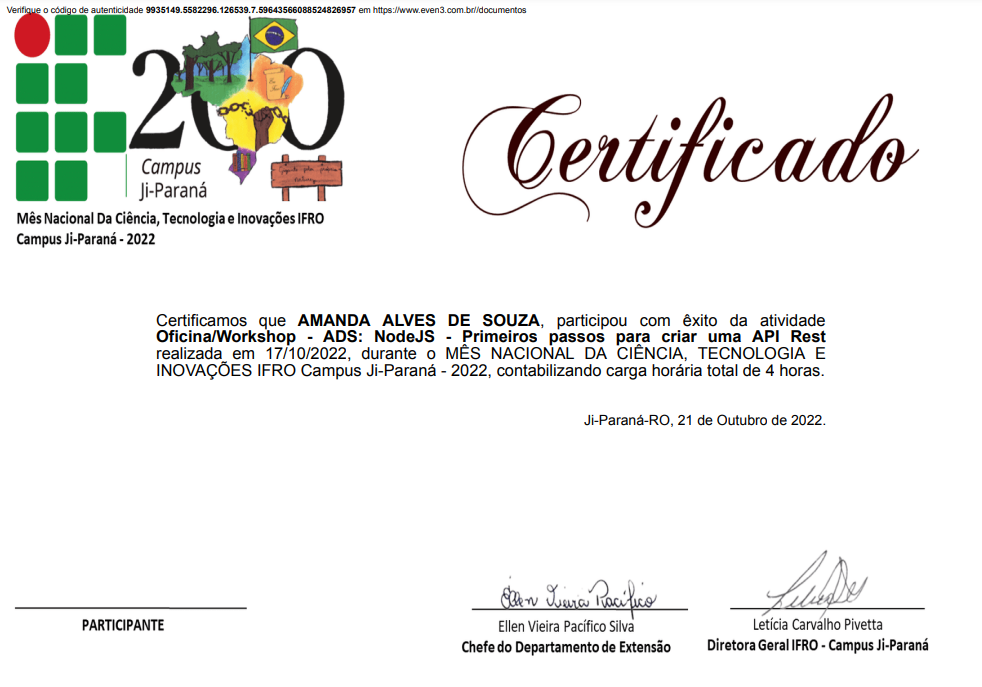 Verifique o código de autenticidade 9935149.5582296.126539.7.59643566088524826957 em https://www.even3.com.br//documentos
200
Certificado
Campus
Ji-Paraná
Mês Nacional Da Ciência, Tecnologia e Inovações IFRO
Campus Ji-Paraná - 2022
Certificamos que AMANDA ALVES DE SOUZA, participou com êxito da atividade
Oficina/Workshop - ADS: NodeJS - Primeiros passos para criar uma API Rest
realizada em 17/10/2022, durante o MÊS NACIONAL DA CIÊNCIA, TECNOLOGIA E
INOVAÇÕES IFRO Campus Ji-Paraná - 2022, contabilizando carga horária total de 4 horas.
Ji-Paraná-RO, 21 de Outubro de 2022.
Ellen Vieira Pacífico
PARTICIPANTE
Ellen Vieira Pacífico Silva
Chefe do Departamento de Extensão
Letícia Carvalho Pivetta
Diretora Geral IFRO - Campus Ji-Paraná